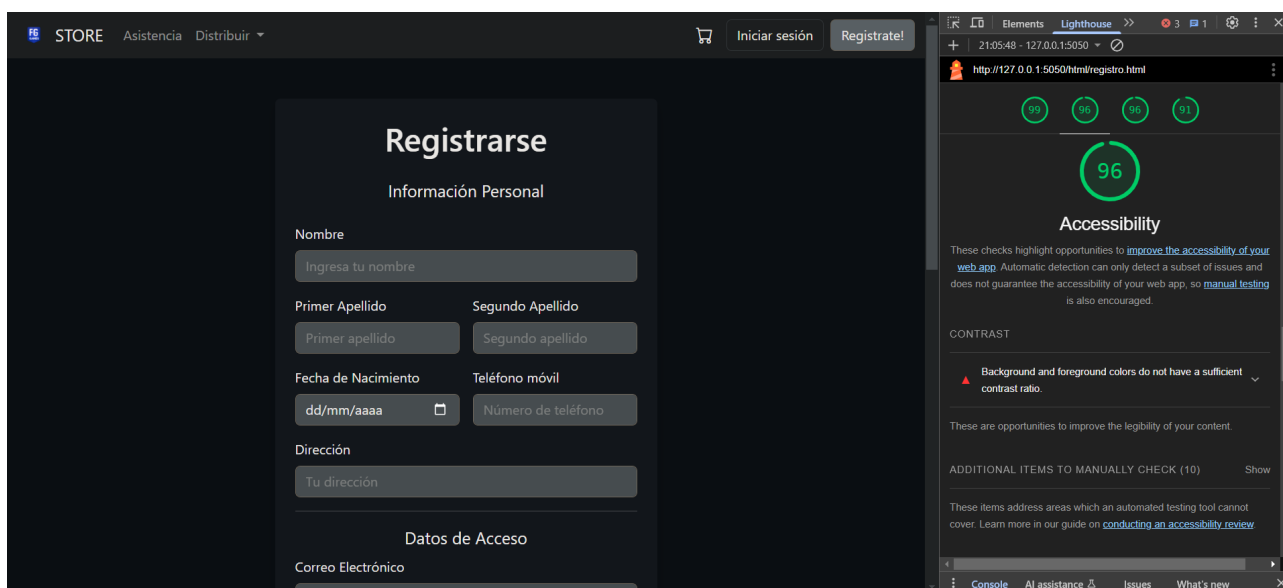 FG STORE Asistencia Distribuir Iniciar sesión Registrate!
Registrarse
Información Personal
Nombre
Ingresa tu nombre
Primer Apellido Segundo Apellido
Primer apellido Segundo apellido
Fecha de Nacimiento Teléfono móvil
dd/mm/aaaa Número de teléfono
Dirección
Tu dirección
Datos de Acceso
Correo Electrónico
Elements Lighthouse 3 1
21:05:48 - 127.0.0.1:5050
http://127.0.0.1:5050/html/registro.html
99 96 96 91
96
Accessibility
These checks highlight opportunities to improve the accessibility of your
web app. Automatic detection can only detect a subset of issues and
does not guarantee the accessibility of your web app, so manual testing
is also encouraged.
CONTRAST
Background and foreground colors do not have a sufficient
contrast ratio.
These are opportunities to improve the legibility of your content.
ADDITIONAL ITEMS TO MANUALLY CHECK (10) Show
These items address areas which an automated testing tool cannot
cover. Learn more in our guide on conducting an accessibility review.
Console AI assistance Issues What's new